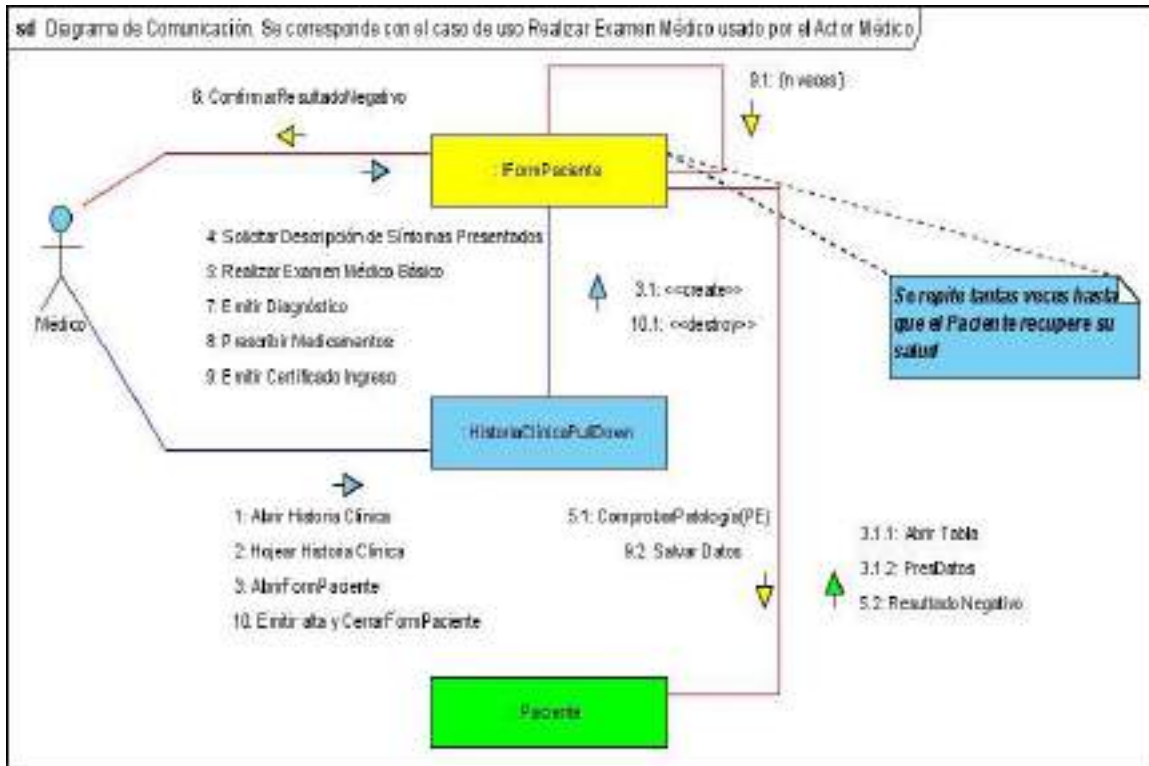 sd Diagrama de Comunicación. Se corresponde con el caso de uso Realizar Examen Médico usado por el Actor Médico
9.1: {n veces}
6: ConfirmarResultadoNegativo
: IFormPaciente
4: Solicitar Descripción de Síntomas Presentados
5: Realizar Examen Médico Básico
7: Emitir Diagnóstico
8: Prescribir Medicamentos
9: Emitir Certificado Ingreso
3.1: <<create>>
10.1: <<destroy>>
Se repite tantas veces hasta
que el Paciente recupere su
salud
Médico
: HistoriaClínicaPullDown
1: Abrir Historia Clínica
2: Hojear Historia Clínica
3: AbrirFormPaciente
10: Emitir alta y CerrarFormPaciente
5.1: ComprobarPatología(PE)
9.2: Salvar Datos
3.1.1: Abrir Tabla
3.1.2: PresDatos
5.2: Resultado Negativo
: Paciente